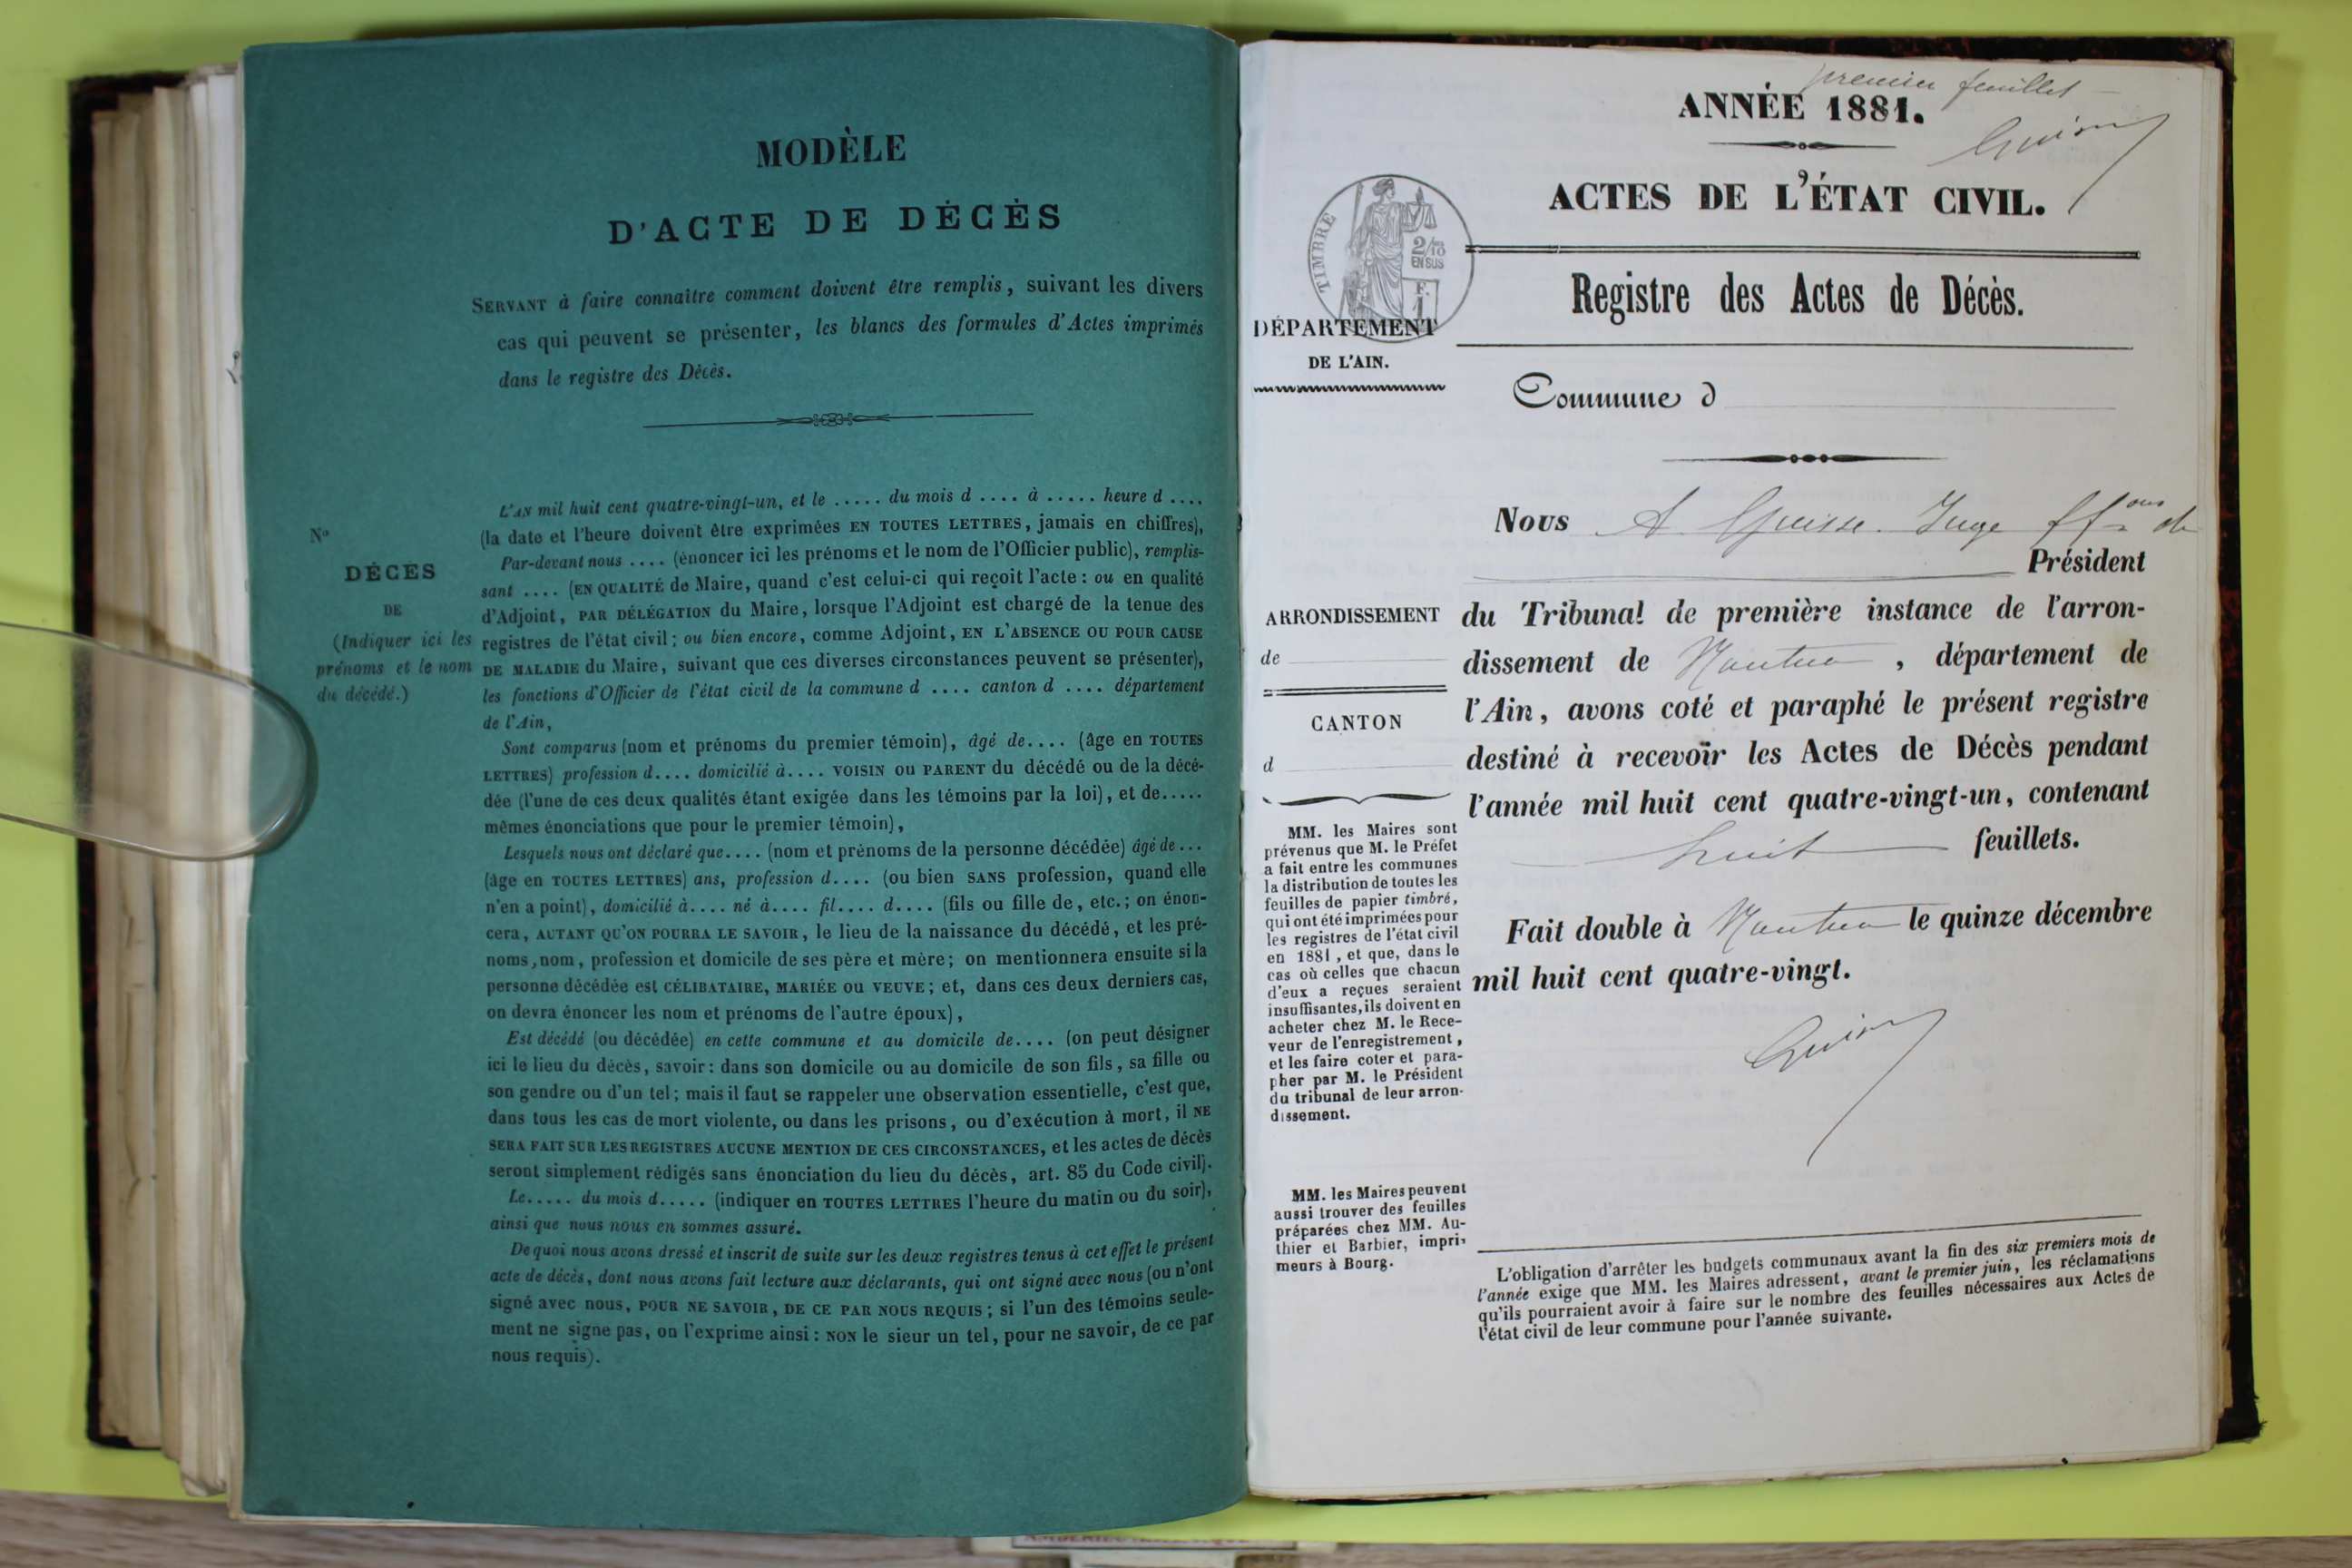 MODÈLE
D'ACTE DE DÉCÈS
SERVANT à faire connaître comment doivent être remplis, suivant les divers
cas qui peuvent se présenter, les blancs des formules d'Actes imprimés
dans le registre des Décès.
No
DÉCÈS
DE
(Indiquer ici les
prénoms et le nom
du décédé.)
L'AN mil huit cent quatre-vingt-un, et le ..... du mois d .... à ..... heure d ....
(la date et l'heure doivent être exprimées EN TOUTES LETTRES, jamais en chiffres),
Par-devant nous .... (énoncer ici les prénoms et le nom de l'Officier public), remplis-
sant .... (EN QUALITÉ de Maire, quand c'est celui-ci qui reçoit l'acte : ou en qualité
d'Adjoint, PAR DÉLÉGATION du Maire, lorsque l'Adjoint est chargé de la tenue des
registres de l'état civil ; ou bien encore, comme Adjoint, EN L'ABSENCE OU POUR CAUSE
DE MALADIE du Maire, suivant que ces diverses circonstances peuvent se présenter),
les fonctions d'Officier de l'état civil de la commune d .... canton d .... département
de l'Ain,
Sont comparus (nom et prénoms du premier témoin), âgé de.... (âge en TOUTES
LETTRES) profession d.... domicilié à.... VOISIN OU PARENT du décédé ou de la décé-
dée (l'une de ces deux qualités étant exigée dans les témoins par la loi), et de.....
mêmes énonciations que pour le premier témoin),
Lesquels nous ont déclaré que.... (nom et prénoms de la personne décédée) âgé de...
(âge en TOUTES LETTRES) ans, profession d.... (ou bien SANS profession, quand elle
n'en a point), domicilié à.... né à.... fil.... d.... (fils ou fille de, etc.; on énon-
cera, AUTANT QU'ON POURRA LE SAVOIR, le lieu de la naissance du décédé, et les pré-
noms, nom, profession et domicile de ses père et mère; on mentionnera ensuite si la
personne décédée est CÉLIBATAIRE, MARIÉE OU VEUVE; et, dans ces deux derniers cas,
on devra énoncer les nom et prénoms de l'autre époux),
Est décédé (ou décédée) en cette commune et au domicile de.... (on peut désigner
ici le lieu du décès, savoir : dans son domicile ou au domicile de son fils, sa fille ou
son gendre ou d'un tel; mais il faut se rappeler une observation essentielle, c'est que,
dans tous les cas de mort violente, ou dans les prisons, ou d'exécution à mort, il NE
SERA FAIT SUR LES REGISTRES AUCUNE MENTION DE CES CIRCONSTANCES, et les actes de décès
seront simplement rédigés sans énonciation du lieu du décès, art. 85 du Code civil).
Le..... du mois d..... (indiquer en TOUTES LETTRES l'heure du matin ou du soir),
ainsi que nous nous en sommes assuré.
De quoi nous avons dressé et inscrit de suite sur les deux registres tenus à cet effet le présent
acte de décès, dont nous avons fait lecture aux déclarants, qui ont signé avec nous (ou n'ont
signé avec nous, POUR NE SAVOIR, DE CE PAR NOUS REQUIS; si l'un des témoins seule-
ment ne signe pas, on l'exprime ainsi : NON le sieur un tel, pour ne savoir, de ce par
nous requis).
premier feuillet
ANNÉE 1881.
ACTES DE L'ÉTAT CIVIL.
TIMBRE
2/10
EN SUS
F.
1
Registre des Actes de Décès.
DÉPARTEMENT
DE L'AIN.
Commune d
Nous A Guisse Juge ffons de
Président
ARRONDISSEMENT
de
CANTON
d
du Tribunal de première instance de l'arron-
dissement de Nantua, département de
l'Ain, avons coté et paraphé le présent registre
destiné à recevoir les Actes de Décès pendant
l'année mil huit cent quatre-vingt-un, contenant
huit feuillets.
Fait double à Nantua le quinze décembre
mil huit cent quatre-vingt.
MM. les Maires sont
prévenus que M. le Préfet
a fait entre les communes
la distribution de toutes les
feuilles de papier timbré,
qui ont été imprimées pour
les registres de l'état civil
en 1881, et que, dans le
cas où celles que chacun
d'eux a reçues seraient
insuffisantes, ils doivent en
acheter chez M. le Rece-
veur de l'enregistrement,
et les faire coter et para-
pher par M. le Président
du tribunal de leur arron-
dissement.
MM. les Maires peuvent
aussi trouver des feuilles
préparées chez MM. Au-
thier et Barbier, impri-
meurs à Bourg.
L'obligation d'arrêter les budgets communaux avant la fin des six premiers mois de
l'année exige que MM. les Maires adressent, avant le premier juin, les réclamations
qu'ils pourraient avoir à faire sur le nombre des feuilles nécessaires aux Actes de
l'état civil de leur commune pour l'année suivante.